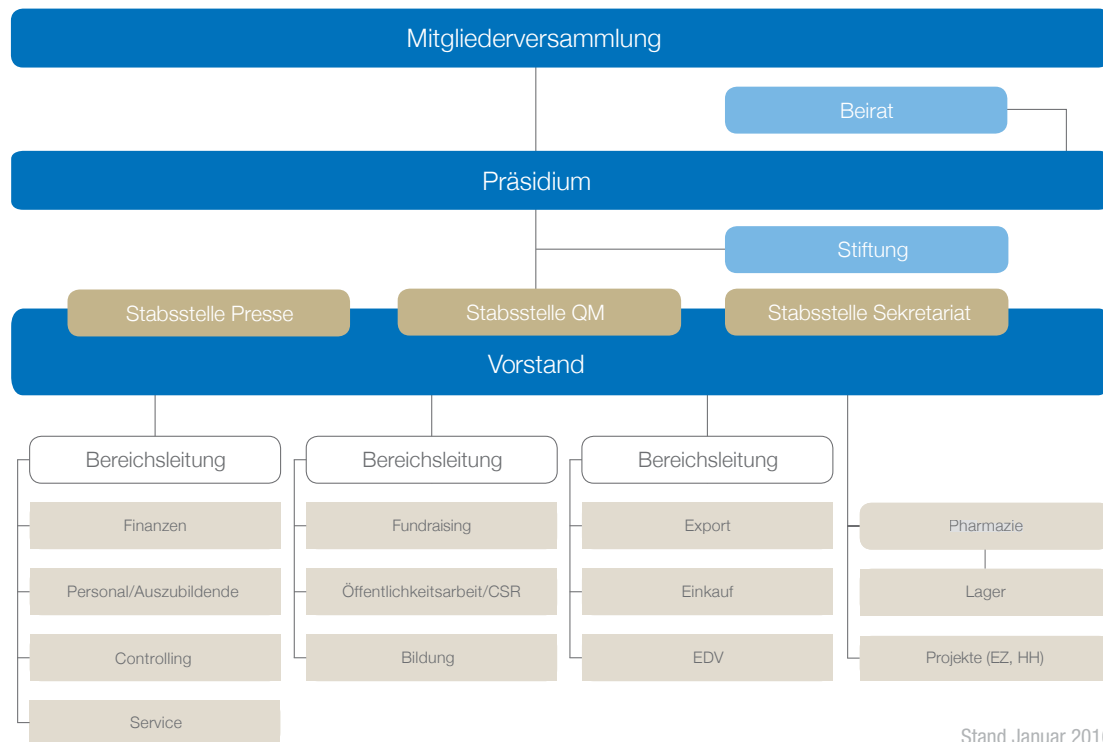 Mitgliederversammlung
Beirat
Präsidium
Stiftung
Stabsstelle Presse
Stabsstelle QM
Stabsstelle Sekretariat
Vorstand
Bereichsleitung
Bereichsleitung
Bereichsleitung
Finanzen
Fundraising
Export
Pharmazie
Personal/Auszubildende
Öffentlichkeitsarbeit/CSR
Einkauf
Lager
Controlling
Bildung
EDV
Projekte (EZ, HH)
Service
Stand Januar